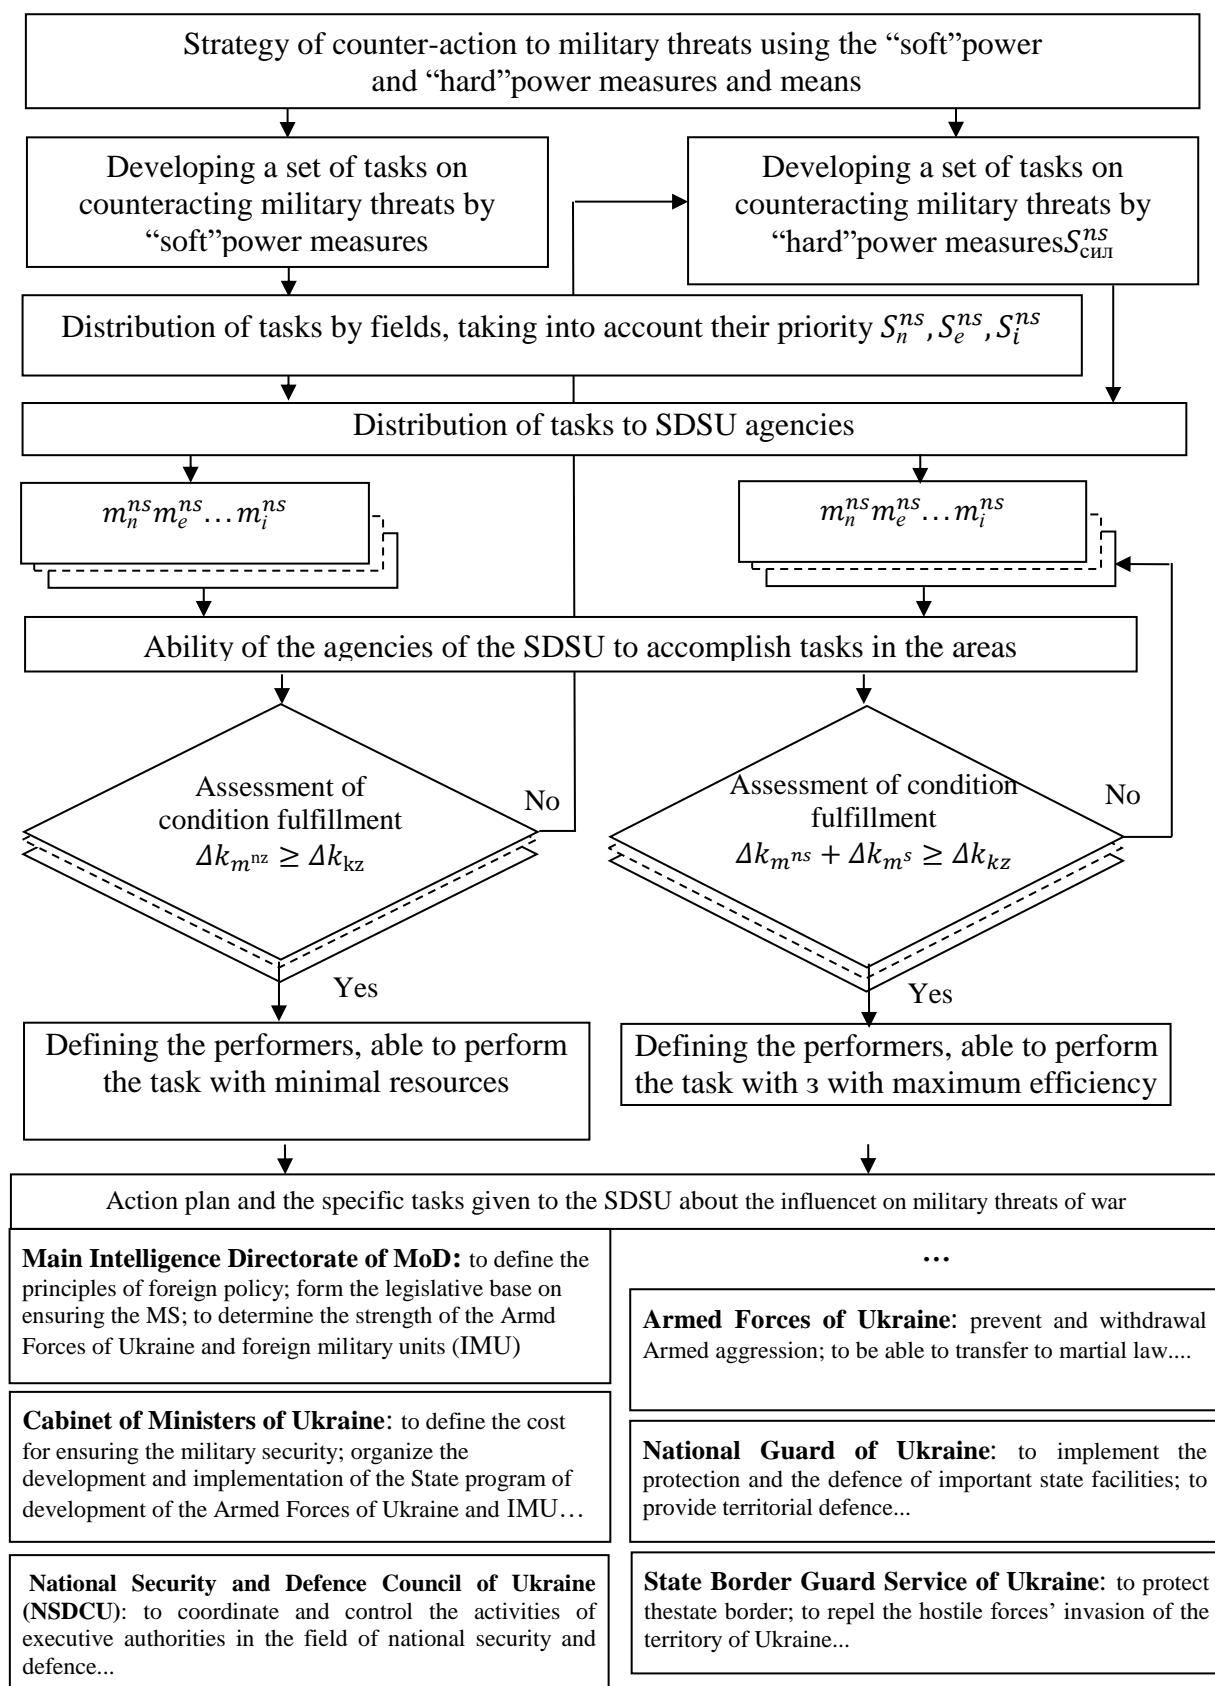 Strategy of counter-action to military threats using the “soft”power
and “hard”power measures and means
Developing a set of tasks on
counteracting military threats by
“soft”power measures
Developing a set of tasks on
counteracting military threats by
“hard”power measures$S_{сил}^{ns}$
Distribution of tasks by fields, taking into account their priority $S_n^{ns}, S_e^{ns}, S_i^{ns}$
Distribution of tasks to SDSU agencies
$m_n^{ns} m_e^{ns} … m_i^{ns}$
$m_n^{ns} m_e^{ns} … m_i^{ns}$
Ability of the agencies of the SDSU to accomplish tasks in the areas
Assessment of
condition fulfillment
$Δk_{m^{nz}} ≥ Δk_{kz}$
No
Assessment of condition
fulfillment
$Δk_{m^{ns}} + Δk_{m^s} ≥ Δk_{kz}$
No
Yes
Yes
Defining the performers, able to perform
the task with minimal resources
Defining the performers, able to perform
the task with з with maximum efficiency
Action plan and the specific tasks given to the SDSU about the influencet on military threats of war
Main Intelligence Directorate of MoD: to define the
principles of foreign policy; form the legislative base on
ensuring the MS; to determine the strength of the Armd
Forces of Ukraine and foreign military units (IMU)
Cabinet of Ministers of Ukraine: to define the cost
for ensuring the military security; organize the
development and implementation of the State program of
development of the Armed Forces of Ukraine and IMU…
National Security and Defence Council of Ukraine
(NSDCU): to coordinate and control the activities of
executive authorities in the field of national security and
defence...
…
Armed Forces of Ukraine: prevent and withdrawal
Armed aggression; to be able to transfer to martial law....
National Guard of Ukraine: to implement the
protection and the defence of important state facilities; to
provide territorial defence...
State Border Guard Service of Ukraine: to protect
thestate border; to repel the hostile forces’ invasion of the
territory of Ukraine...